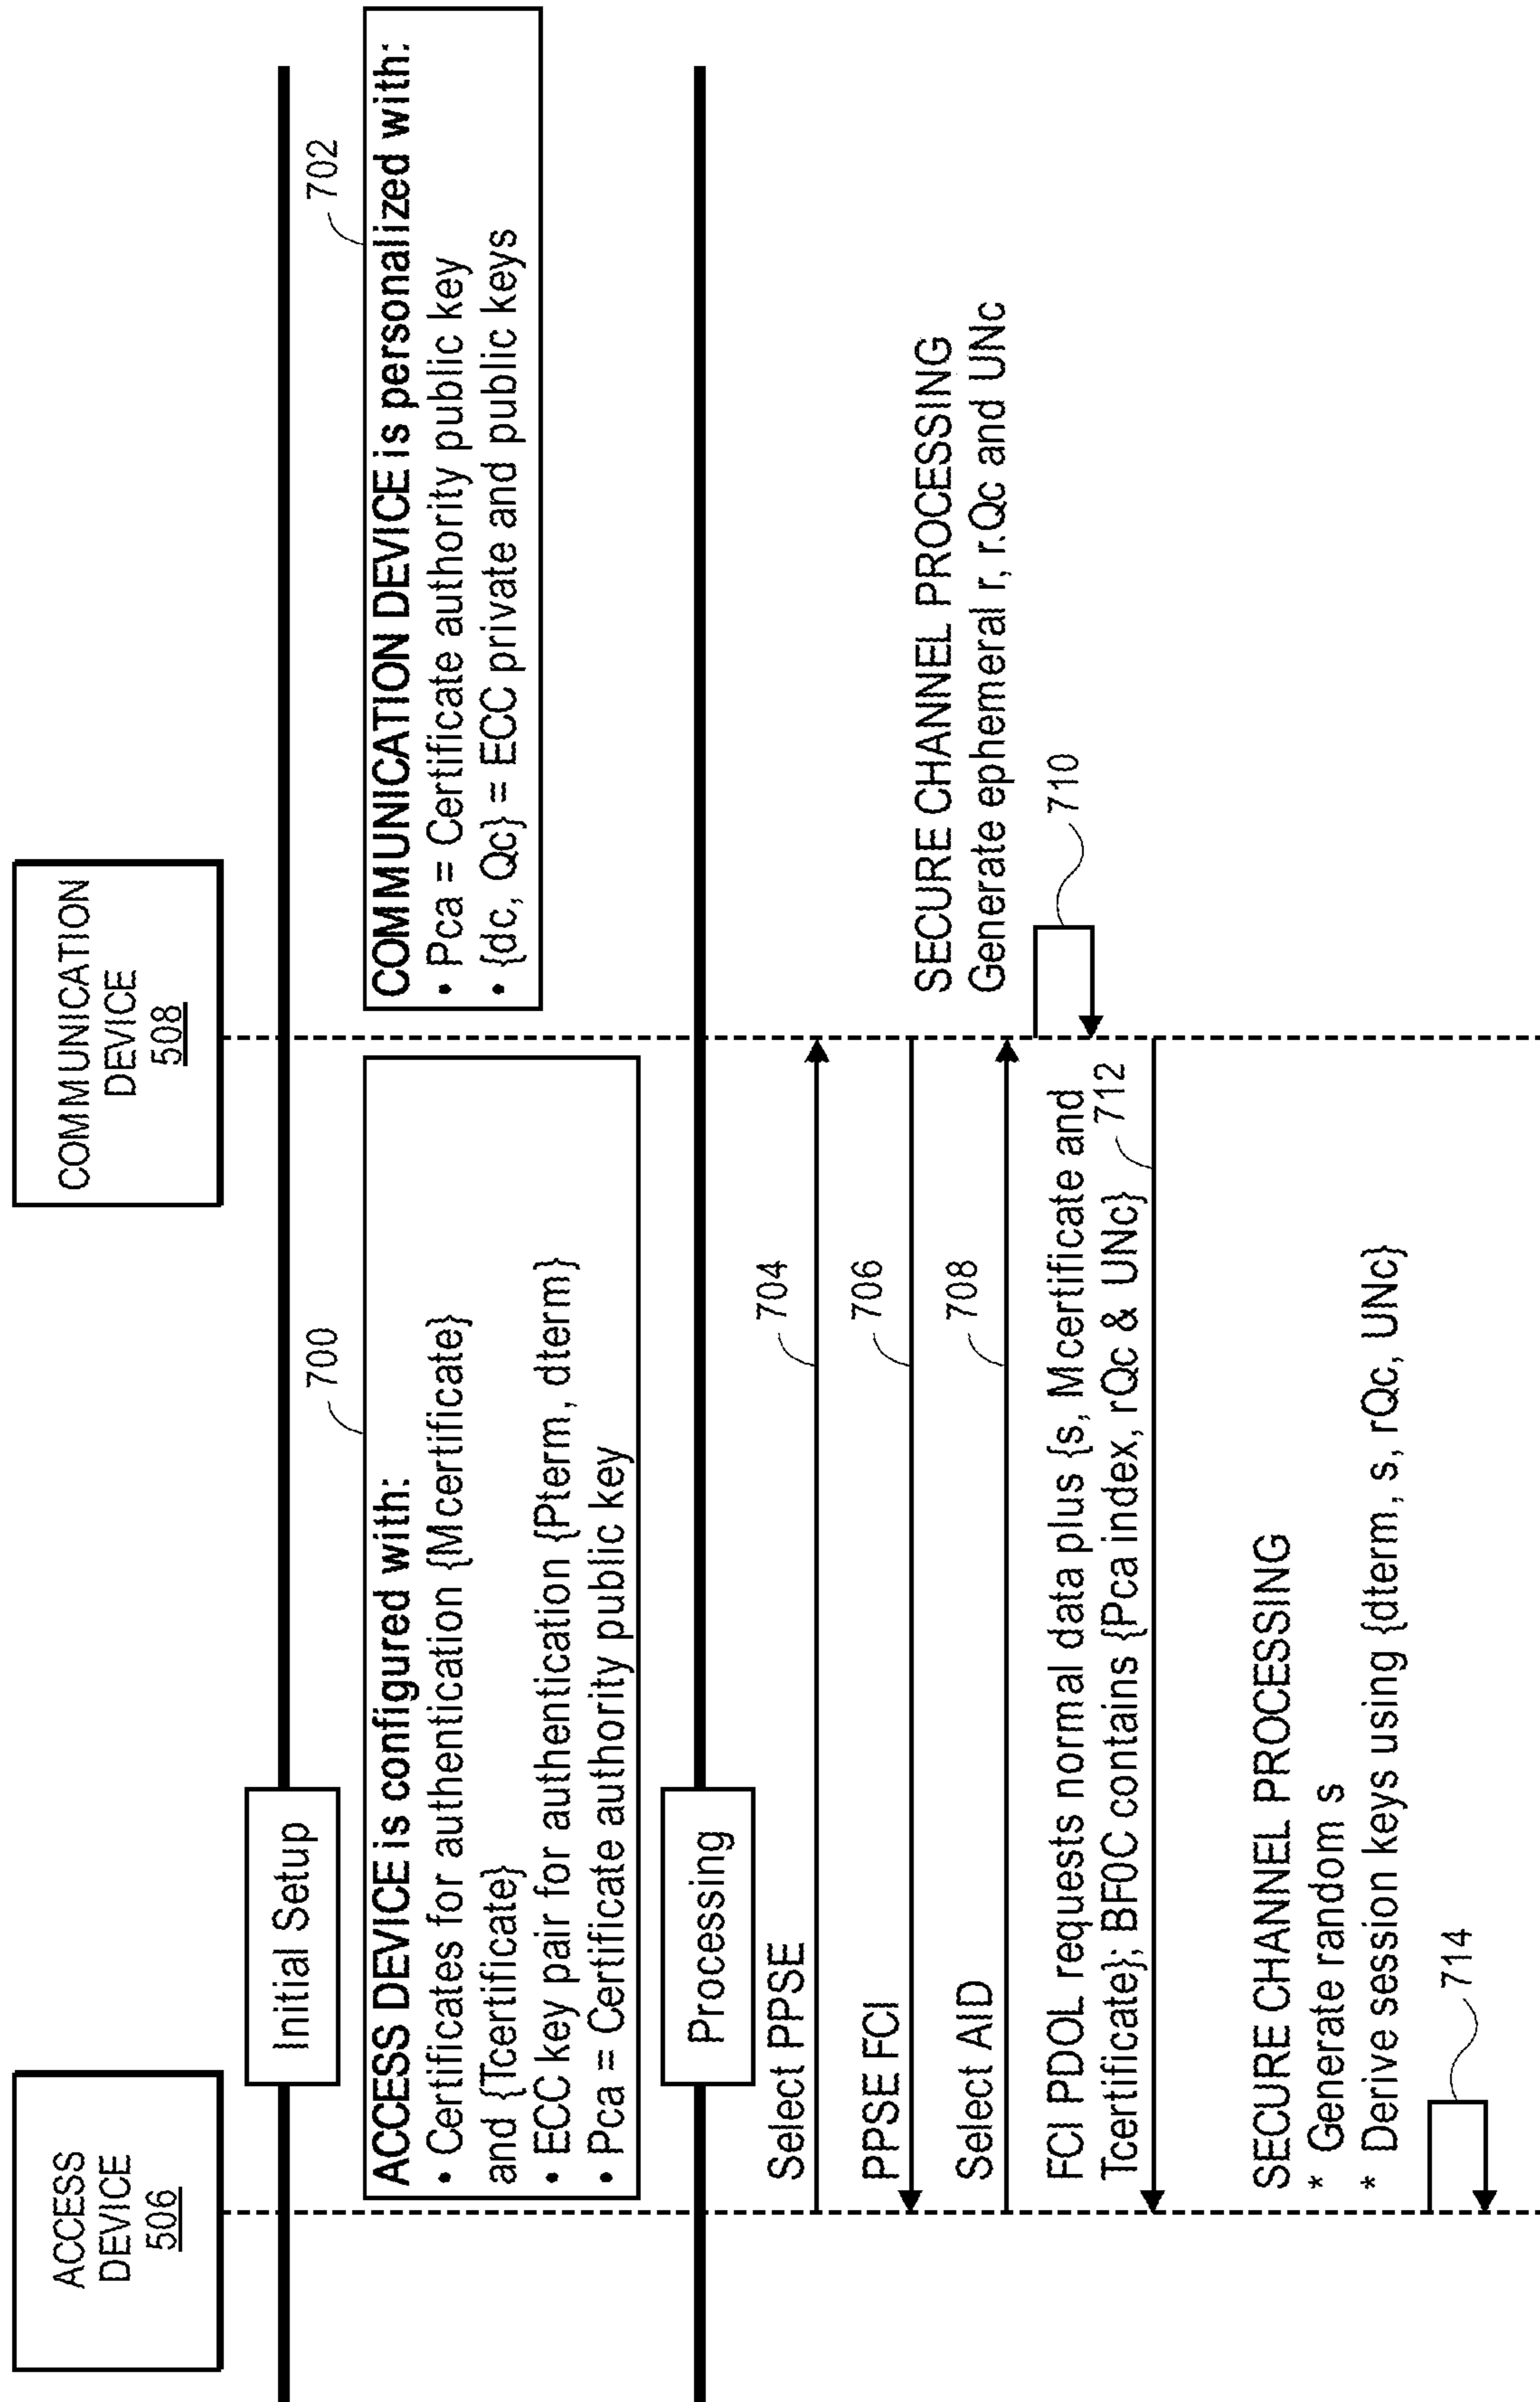 ACCESS
DEVICE
506
COMMUNICATION
DEVICE
508
Initial Setup
700
ACCESS DEVICE is configured with:
• Certificates for authentication {Mcertificate}
and {Tcertificate}
• ECC key pair for authentication {Pterm, dterm}
• Pca = Certificate authority public key
702
COMMUNICATION DEVICE is personalized with:
• Pca = Certificate authority public key
• {dc, Qc} = ECC private and public keys
Processing
Select PPSE
704
PPSE FCI
706
Select AID
708
SECURE CHANNEL PROCESSING
Generate ephemeral r, r.Qc and UNc
710
FCI PDOL requests normal data plus {s, Mcertificate and
Tcertificate}; BF0C contains {Pca index, rQc & UNc}
712
SECURE CHANNEL PROCESSING
* Generate random s
* Derive session keys using {dterm, s, rQc, UNc}
714